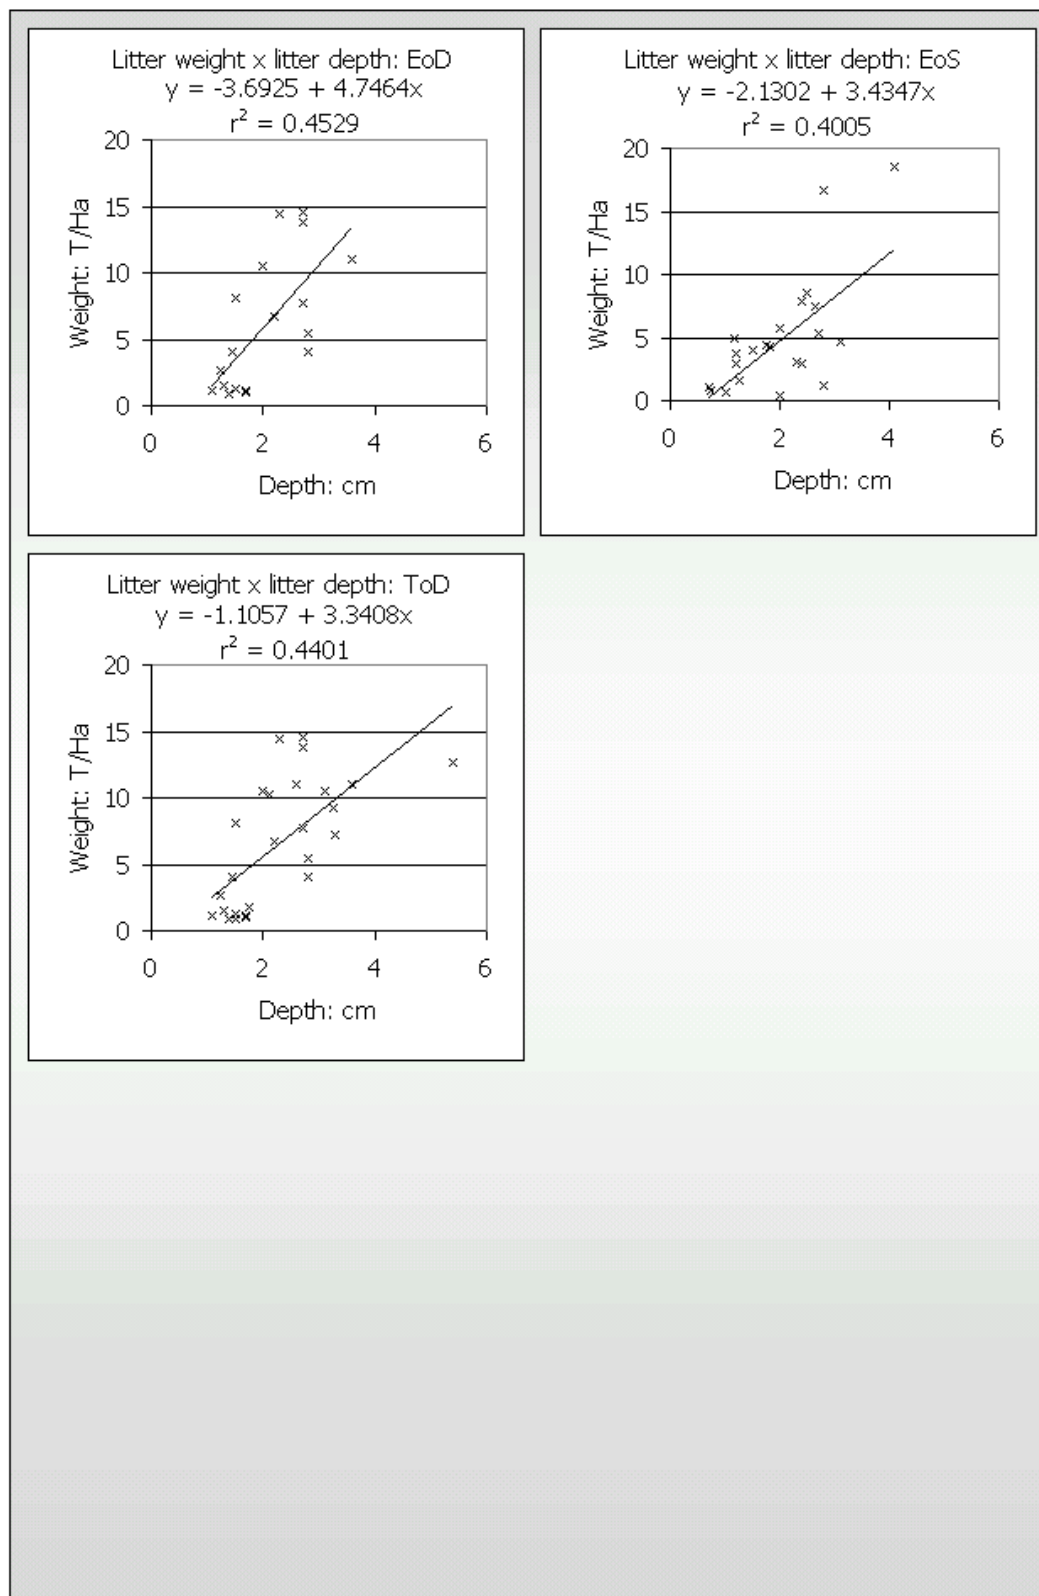 Litter weight x litter depth: EoD
y = -3.6925 + 4.7464x
r² = 0.4529
20
15
10
5
0
Weight: T/Ha
0 2 4 6
Depth: cm
Litter weight x litter depth: EoS
y = -2.1302 + 3.4347x
r² = 0.4005
20
15
10
5
0
Weight: T/Ha
0 2 4 6
Depth: cm
Litter weight x litter depth: ToD
y = -1.1057 + 3.3408x
r² = 0.4401
20
15
10
5
0
Weight: T/Ha
0 2 4 6
Depth: cm